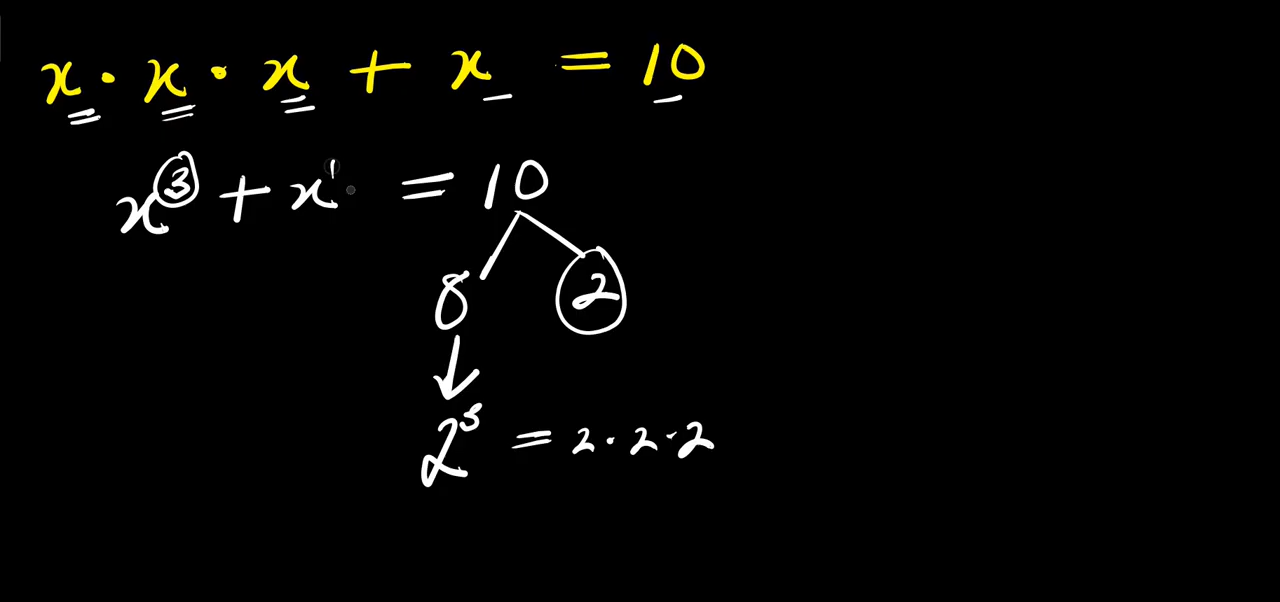 x · x · x + x = 10
x³ + x¹ = 10
8 2
2³ = 2 · 2 · 2